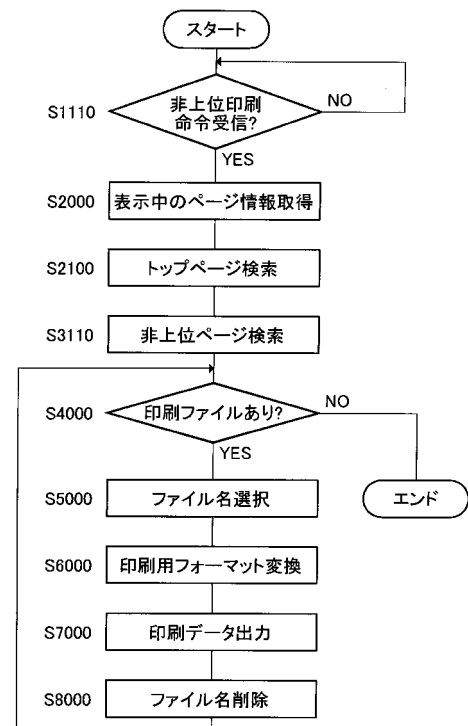 スタート
S1110
非上位印刷
命令受信?
NO
YES
S2000
表示中のページ情報取得
S2100
トップページ検索
S3110
非上位ページ検索
S4000
印刷ファイルあり?
NO
YES
S5000
ファイル名選択
エンド
S6000
印刷用フォーマット変換
S7000
印刷データ出力
S8000
ファイル名削除